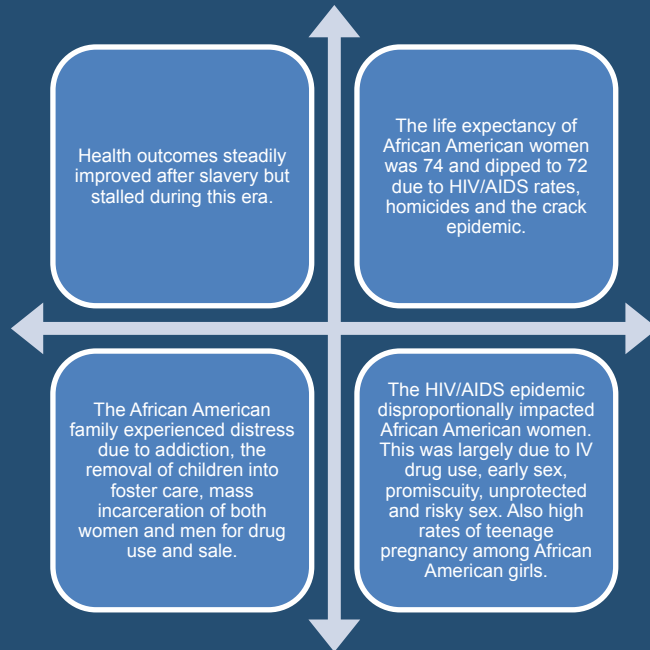 Health outcomes steadily
improved after slavery but
stalled during this era.
The life expectancy of
African American women
was 74 and dipped to 72
due to HIV/AIDS rates,
homicides and the crack
epidemic.
The African American
family experienced distress
due to addiction, the
removal of children into
foster care, mass
incarceration of both
women and men for drug
use and sale.
The HIV/AIDS epidemic
disproportionally impacted
African American women.
This was largely due to IV
drug use, early sex,
promiscuity, unprotected
and risky sex. Also high
rates of teenage
pregnancy among African
American girls.